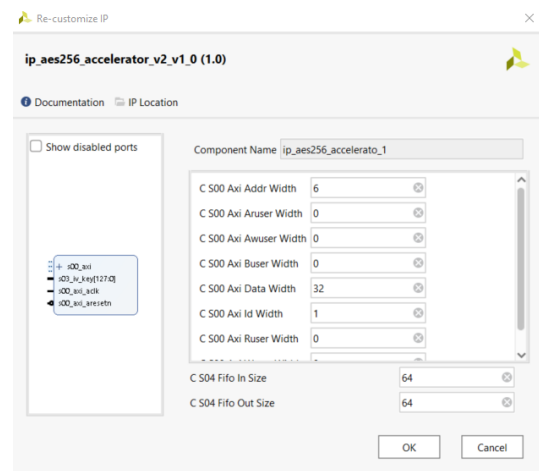 Re-customize IP
ip_aes256_accelerator_v2_v1_0 (1.0)
Documentation IP Location
Show disabled ports
Component Name ip_aes256_accelerato_1
C S00 Axi Addr Width 6
C S00 Axi Aruser Width 0
C S00 Axi Awuser Width 0
C S00 Axi Buser Width 0
C S00 Axi Data Width 32
C S00 Axi Id Width 1
C S00 Axi Ruser Width 0
s00_axi
s03_iv_key[127:0]
s00_axi_aclk
s00_axi_aresetn
C S04 Fifo In Size 64
C S04 Fifo Out Size 64
OK Cancel